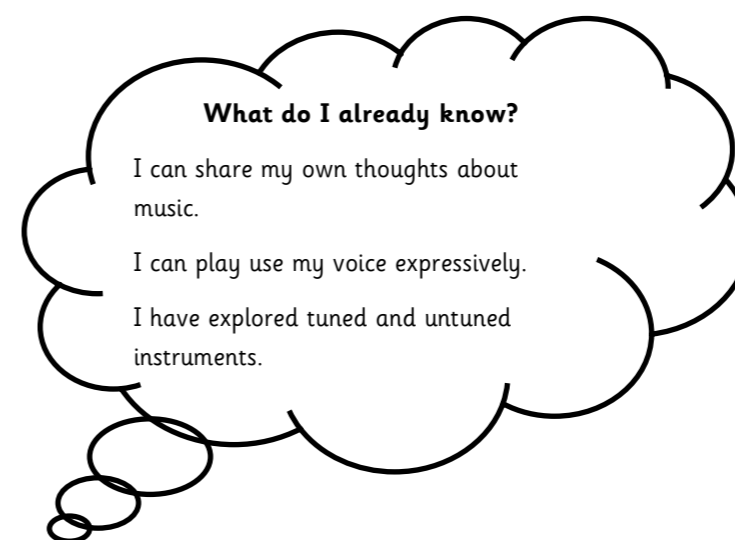 What do I already know?
I can share my own thoughts about
music.
I can play use my voice expressively.
I have explored tuned and untuned
instruments.